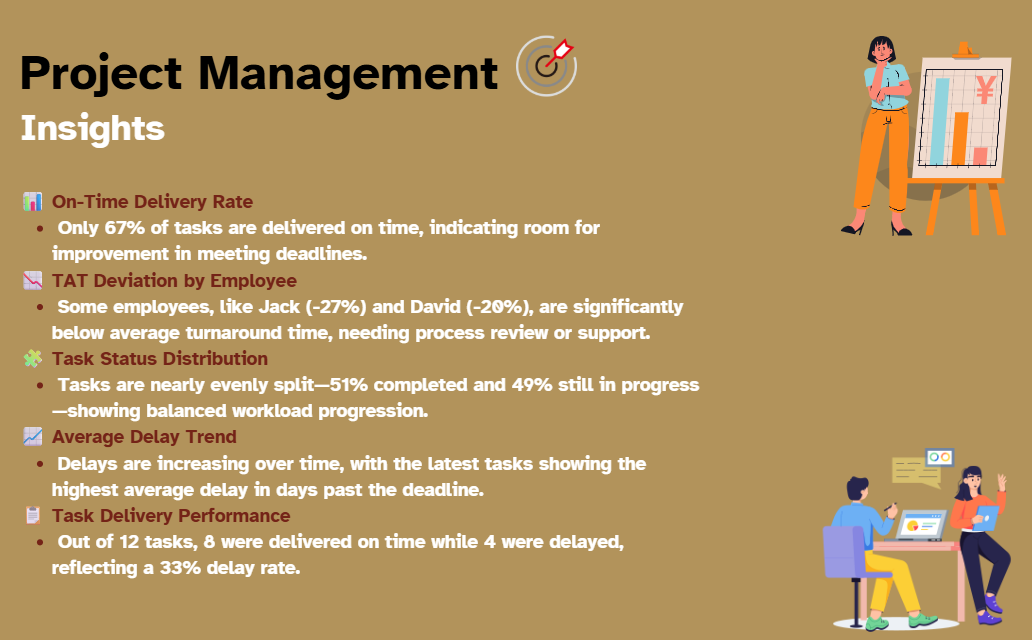 Project Management
Insights
¥
On-Time Delivery Rate
• Only 67% of tasks are delivered on time, indicating room for
improvement in meeting deadlines.
TAT Deviation by Employee
• Some employees, like Jack (-27%) and David (-20%), are significantly
below average turnaround time, needing process review or support.
Task Status Distribution
• Tasks are nearly evenly split—51% completed and 49% still in progress
—showing balanced workload progression.
Average Delay Trend
• Delays are increasing over time, with the latest tasks showing the
highest average delay in days past the deadline.
Task Delivery Performance
• Out of 12 tasks, 8 were delivered on time while 4 were delayed,
reflecting a 33% delay rate.